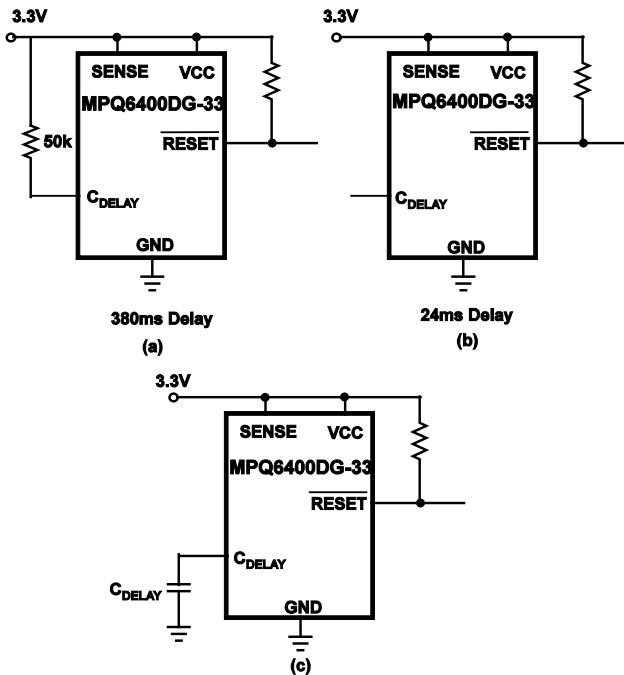 3.3V
SENSE VCC
MPQ6400DG-33
RESET
50k
CDELAY
GND
380ms Delay
(a)
3.3V
SENSE VCC
MPQ6400DG-33
RESET
CDELAY
GND
24ms Delay
(b)
3.3V
SENSE VCC
MPQ6400DG-33
RESET
CDELAY
CDELAY
GND
(c)